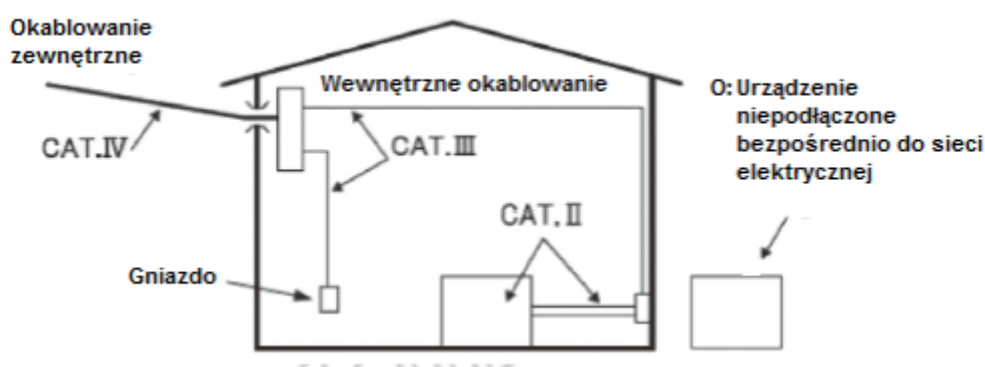 Okablowanie
zewnętrzne
Wewnętrzne okablowanie
O: Urządzenie
niepodłączone
bezpośrednio do sieci
elektrycznej
CAT.IV
CAT.III
CAT.II
Gniazdo